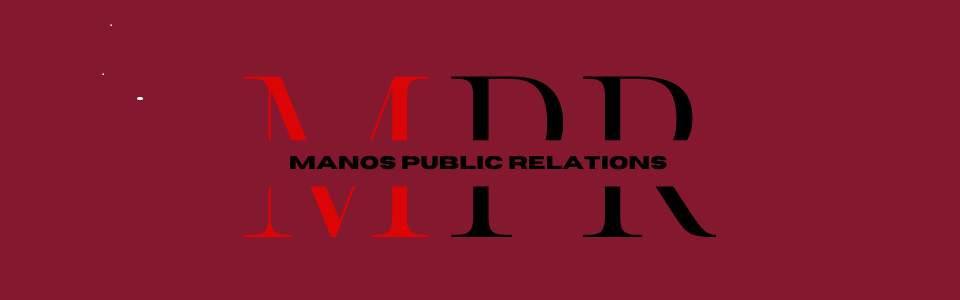 MPR
MANOS PUBLIC RELATIONS